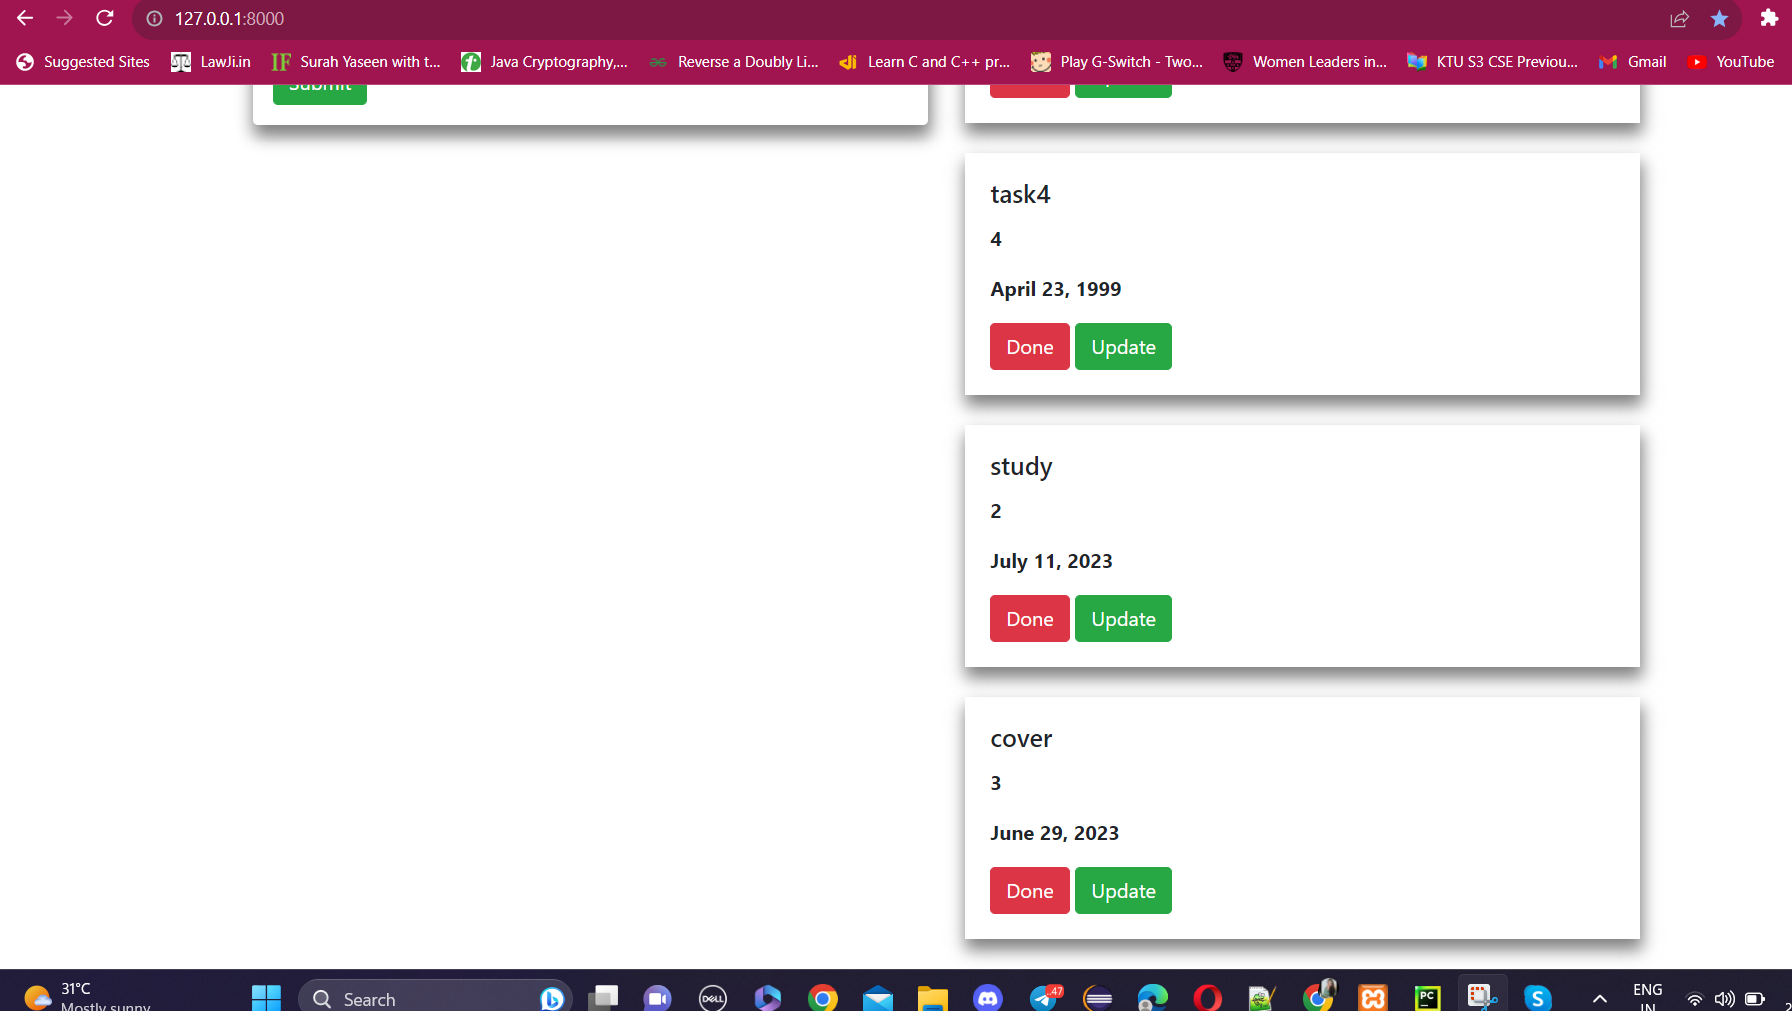 127.0.0.1:8000
Suggested Sites LawJi.in Surah Yaseen with t... Java Cryptography,... Reverse a Doubly Li... Learn C and C++ pr... Play G-Switch - Two... Women Leaders in... KTU S3 CSE Previou... Gmail YouTube
Submit
task4
4
April 23, 1999
Done Update
study
2
July 11, 2023
Done Update
cover
3
June 29, 2023
Done Update
31°C
Mostly sunny
Search
DELL
.47
PC
ENG
IN